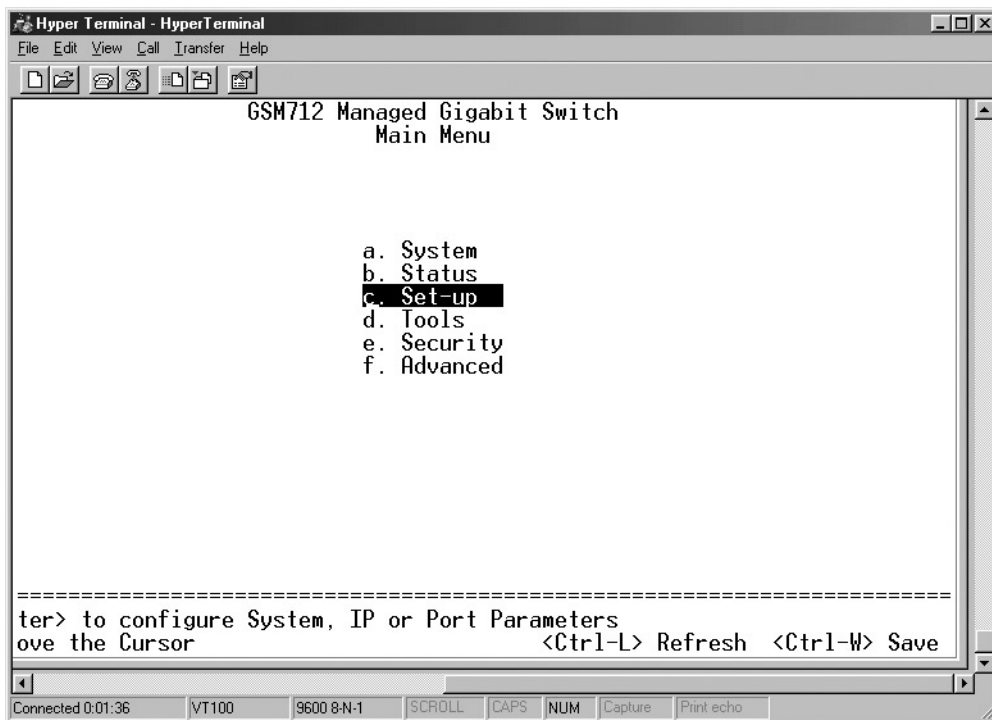 Hyper Terminal - HyperTerminal
File Edit View Call Transfer Help
GSM712 Managed Gigabit Switch
Main Menu
a. System
b. Status
c. Set-up
d. Tools
e. Security
f. Advanced
================================================================================
ter> to configure System, IP or Port Parameters
ove the Cursor <Ctrl-L> Refresh <Ctrl-W> Save
Connected 0:01:36 VT100 9600 8-N-1 SCROLL CAPS NUM Capture Print echo